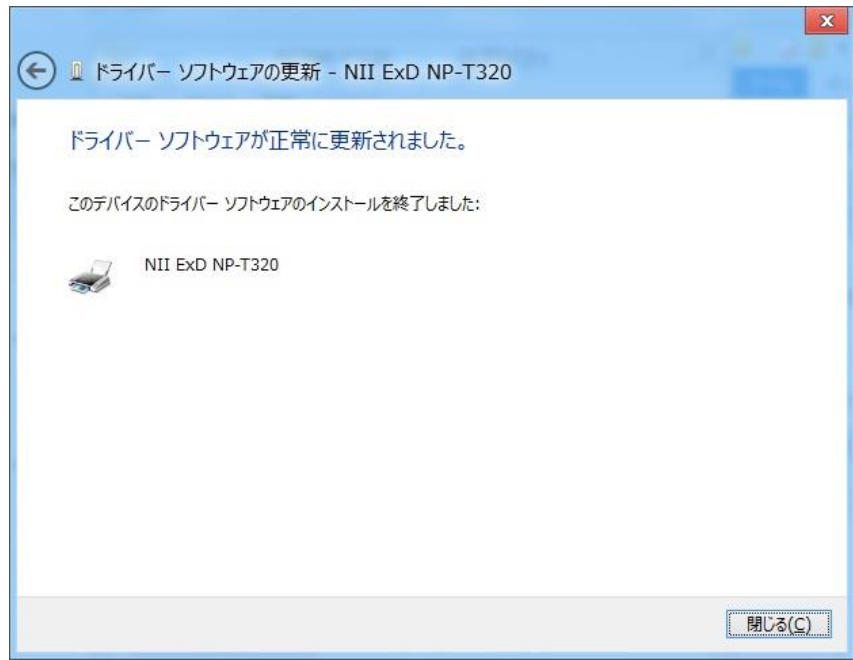 ドライバー ソフトウェアの更新 - NII ExD NP-T320
ドライバー ソフトウェアが正常に更新されました。
このデバイスのドライバー ソフトウェアのインストールを終了しました:
NII ExD NP-T320
閉じる(C)